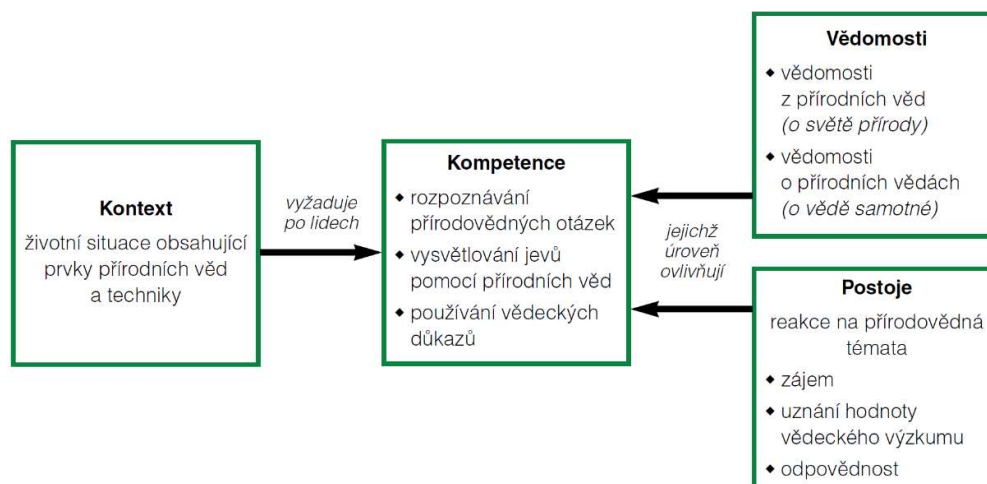 Kontext
životní situace obsahující
prvky přírodních věd
a techniky
vyžaduje
po lidech
Kompetence
◆ rozpoznávání
přírodovědných otázek
◆ vysvětlování jevů
pomocí přírodních věd
◆ používání vědeckých
důkazů
jejichž
úroveň
ovlivňují
Vědomosti
◆ vědomosti
z přírodních věd
(o světě přírody)
◆ vědomosti
o přírodních vědách
(o vědě samotné)
Postoje
reakce na přírodovědná
témata
◆ zájem
◆ uznání hodnoty
vědeckého výzkumu
◆ odpovědnost